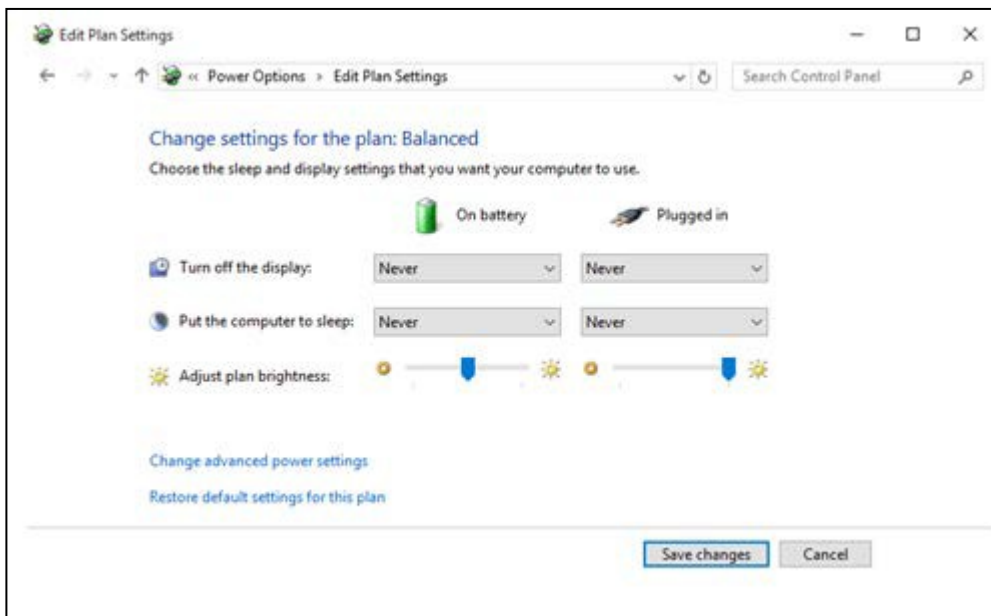 Edit Plan Settings
« Power Options › Edit Plan Settings
Search Control Panel
Change settings for the plan: Balanced
Choose the sleep and display settings that you want your computer to use.
On battery Plugged in
Turn off the display: Never Never
Put the computer to sleep: Never Never
Adjust plan brightness:
Change advanced power settings
Restore default settings for this plan
Save changes Cancel